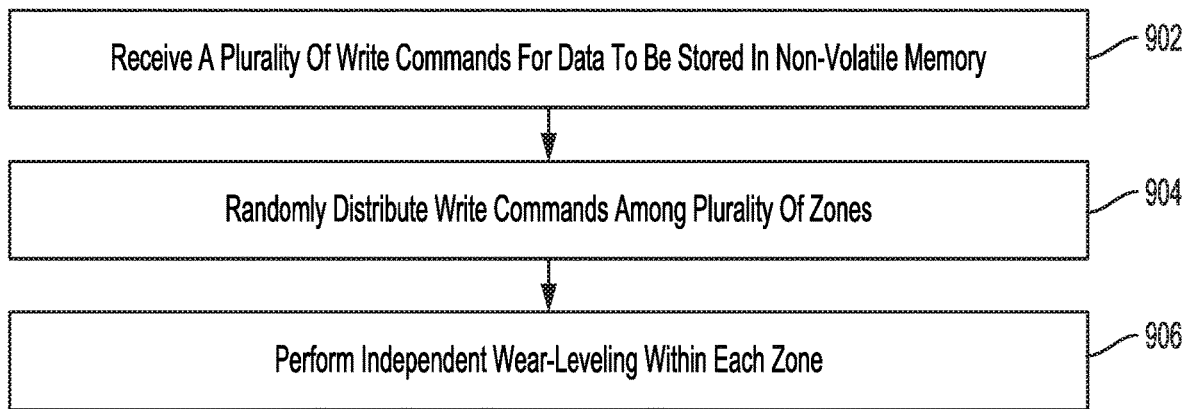 Receive A Plurality Of Write Commands For Data To Be Stored In Non-Volatile Memory
902
Randomly Distribute Write Commands Among Plurality Of Zones
904
Perform Independent Wear-Leveling Within Each Zone
906